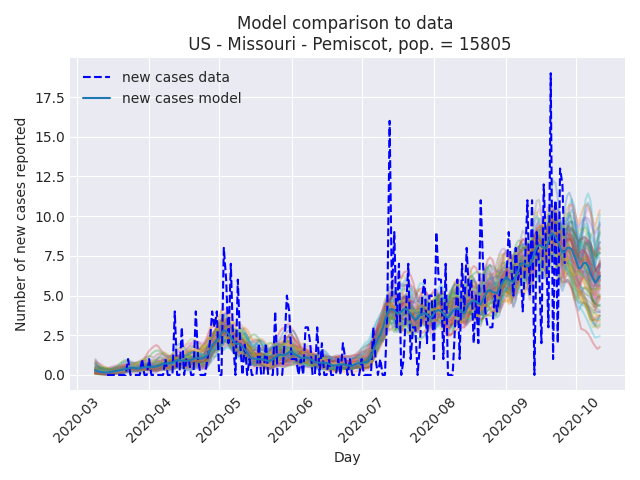 Model comparison to data
US - Missouri - Pemiscot, pop. = 15805
new cases data
new cases model
Number of new cases reported
17.5
15.0
12.5
10.0
7.5
5.0
2.5
0.0
2020-03
2020-04
2020-05
2020-06
2020-07
2020-08
2020-09
2020-10
Day